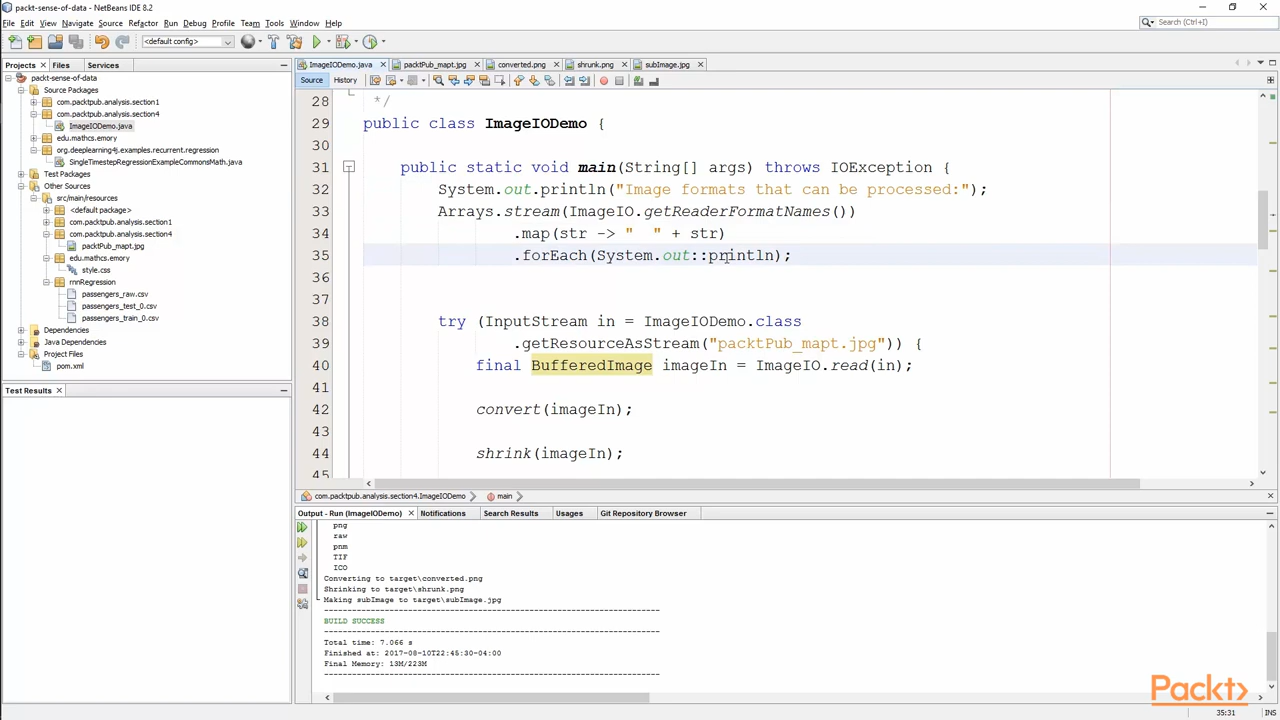 packt-sense-of-data - NetBeans IDE 8.2
File Edit View Navigate Source Refactor Run Debug Profile Team Tools Window Help
Search (Ctrl+I)
<default config>
Projects Files Services
ImageIODemo.java packtPub_mapt.jpg converted.png shrunk.png subImage.jpg
Source History
packt-sense-of-data
Source Packages
com.packtpub.analysis.section1
com.packtpub.analysis.section4
ImageIODemo.java
edu.mathcs.emory
org.deeplearning4j.examples.recurrent.regression
SingleTimestepRegressionExampleCommonsMath.java
Test Packages
Other Sources
src/main/resources
<default package>
com.packtpub.analysis.section1
com.packtpub.analysis.section4
packtPub_mapt.jpg
edu.mathcs.emory
style.css
rnnRegression
passengers_raw.csv
passengers_test_0.csv
passengers_train_0.csv
Dependencies
Java Dependencies
Project Files
pom.xml
Test Results
28 */
29 public class ImageIODemo {
30
31 public static void main(String[] args) throws IOException {
32 System.out.println("Image formats that can be processed:");
33 Arrays.stream(ImageIO.getReaderFormatNames())
34 .map(str -> "  " + str)
35 .forEach(System.out::println);
36
37
38 try (InputStream in = ImageIODemo.class
39 .getResourceAsStream("packtPub_mapt.jpg")) {
40 final BufferedImage imageIn = ImageIO.read(in);
41
42 convert(imageIn);
43
44 shrink(imageIn);
45
com.packtpub.analysis.section4.ImageIODemo main
Output - Run (ImageIODemo) Notifications Search Results Usages Git Repository Browser
png
raw
pnm
TIF
ICO
Converting to target\converted.png
Shrinking to target\shrunk.png
Making subImage to target\subImage.jpg
------------------------------------------------------------------------
BUILD SUCCESS
------------------------------------------------------------------------
Total time: 7.066 s
Finished at: 2017-08-10T22:45:30-04:00
Final Memory: 13M/223M
------------------------------------------------------------------------
Packt>
35:31 INS